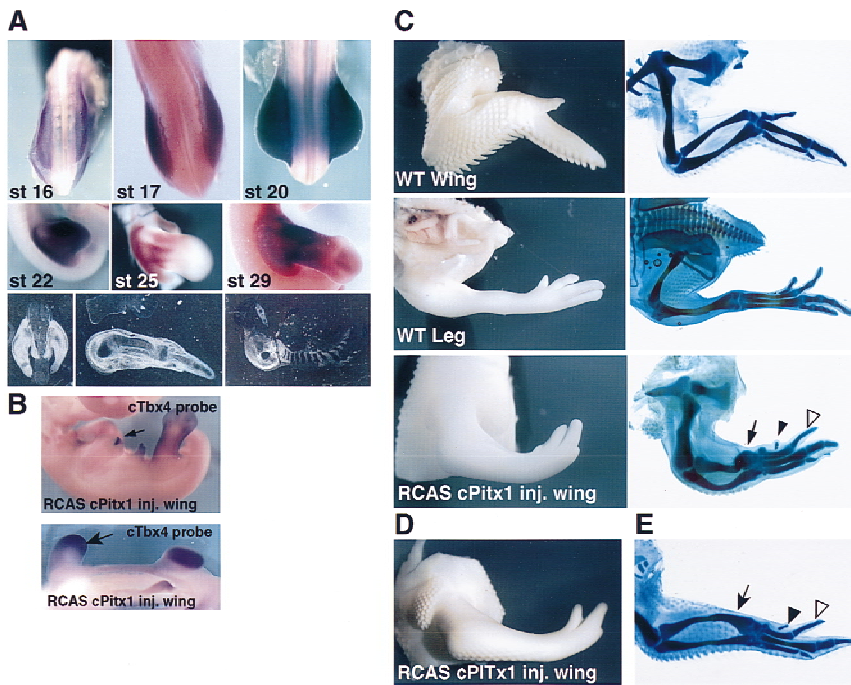 A
st 16
st 17
st 20
st 22
st 25
st 29
B
cTbx4 probe
RCAS cPitx1 inj. wing
cTbx4 probe
RCAS cPitx1 inj. wing
C
WT Wing
WT Leg
RCAS cPitx1 inj. wing
D
RCAS cPITx1 inj. wing
E